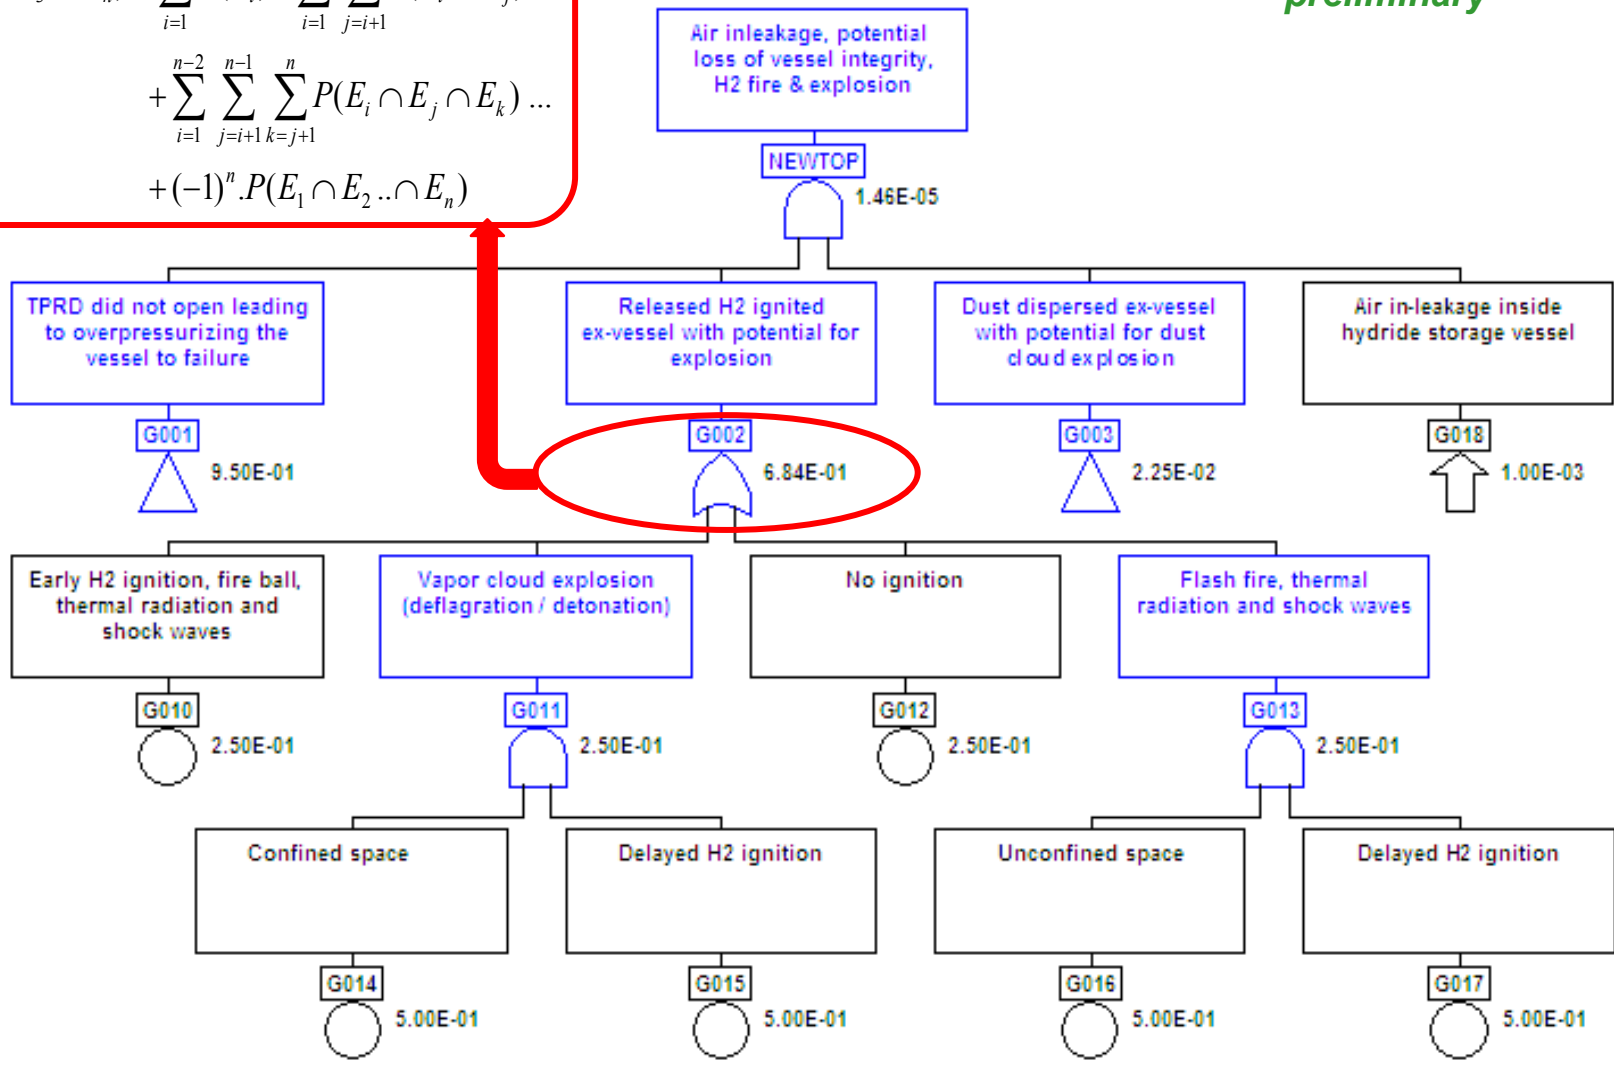 preliminary
n-2 n-1 n
+ ∑ ∑ ∑ P(E_i ∩ E_j ∩ E_k) ...
i=1 j=i+1 k=j+1
+ (−1)^n .P(E_1 ∩ E_2 .. ∩ E_n)
i=1 i=1 j=i+1
Air inleakage, potential
loss of vessel integrity,
H2 fire & explosion
NEWTOP
1.46E-05
TPRD did not open leading
to overpressurizing the
vessel to failure
G001
9.50E-01
Released H2 ignited
ex-vessel with potential for
explosion
G002
6.84E-01
Dust dispersed ex-vessel
with potential for dust
cloud explosion
G003
2.25E-02
Air in-leakage inside
hydride storage vessel
G018
1.00E-03
Early H2 ignition, fire ball,
thermal radiation and
shock waves
G010
2.50E-01
Vapor cloud explosion
(deflagration / detonation)
G011
2.50E-01
No ignition
G012
2.50E-01
Flash fire, thermal
radiation and shock waves
G013
2.50E-01
Confined space
G014
5.00E-01
Delayed H2 ignition
G015
5.00E-01
Unconfined space
G016
5.00E-01
Delayed H2 ignition
G017
5.00E-01